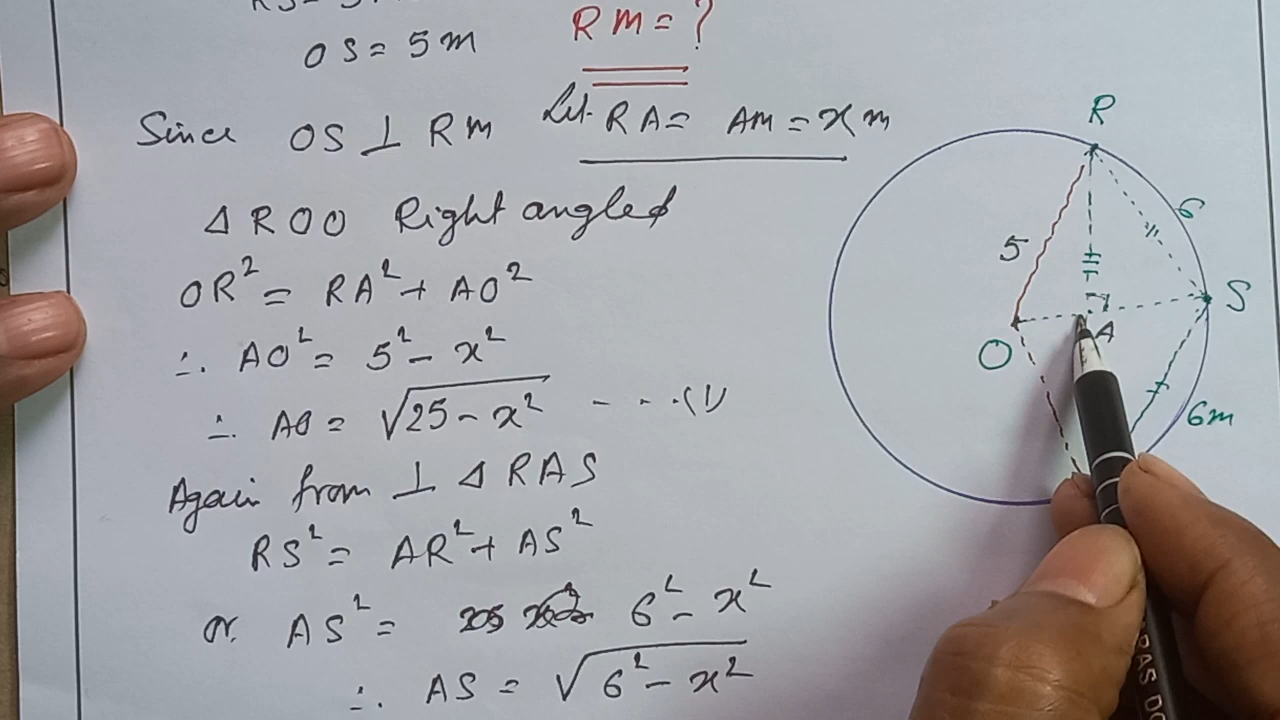 OS = 5m
RM = ?
Since OS ⊥ RM Let RA = AM = x m
Δ ROO Right angled
OR² = RA² + AO²
∴ AO² = 5² - x²
∴ AO = √25 - x² - - - -(1)
Again from ⊥ Δ RAS
RS² = AR² + AS²
or AS² = 6² - x²
∴ AS = √6² - x²
R
6
5
S
O
A
6m